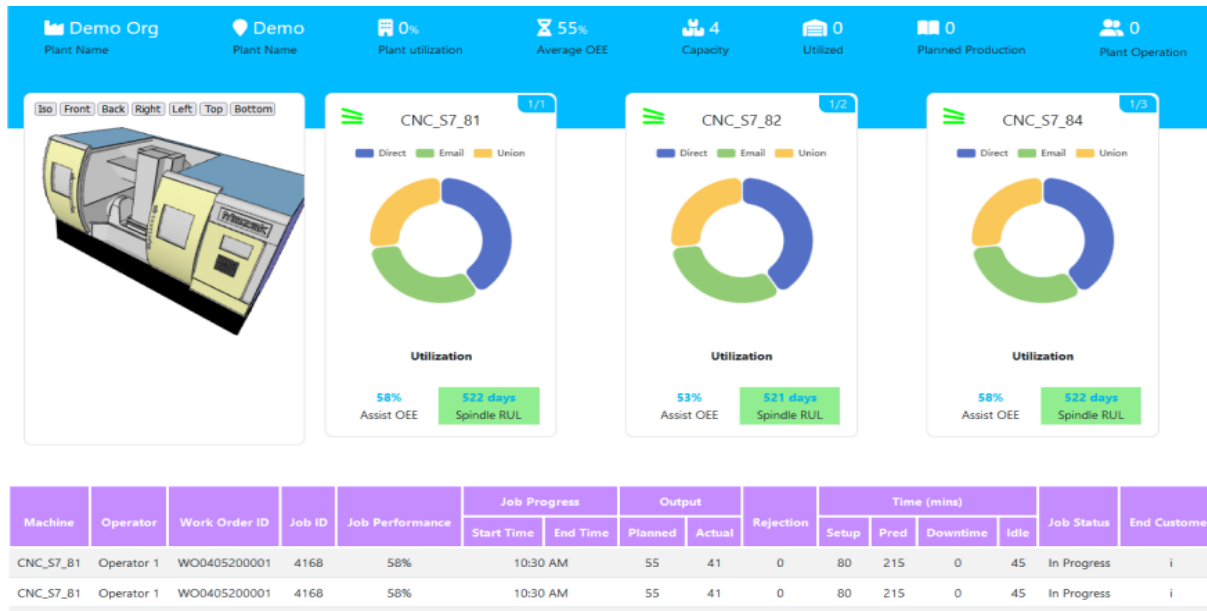 Demo Org Demo 0% 55% 4 0 0 0
Plant Name Plant Name Plant utilization Average OEE Capacity Utilized Planned Production Plant Operation
Iso Front Back Right Left Top Bottom
Mazak
1/1
CNC_S7_81
Direct Email Union
Utilization
58% 522 days
Assist OEE Spindle RUL
1/2
CNC_S7_82
Direct Email Union
Utilization
53% 521 days
Assist OEE Spindle RUL
1/3
CNC_S7_84
Direct Email Union
Utilization
58% 522 days
Assist OEE Spindle RUL
Job Progress Output Time (mins)
Machine Operator Work Order ID Job ID Job Performance Rejection Job Status End Custome
Start Time End Time Planned Actual Setup Pred Downtime Idle
CNC_S7_81 Operator 1 WO0405200001 4168 58% 10:30 AM 55 41 0 80 215 0 45 In Progress i
CNC_S7_81 Operator 1 WO0405200001 4168 58% 10:30 AM 55 41 0 80 215 0 45 In Progress i